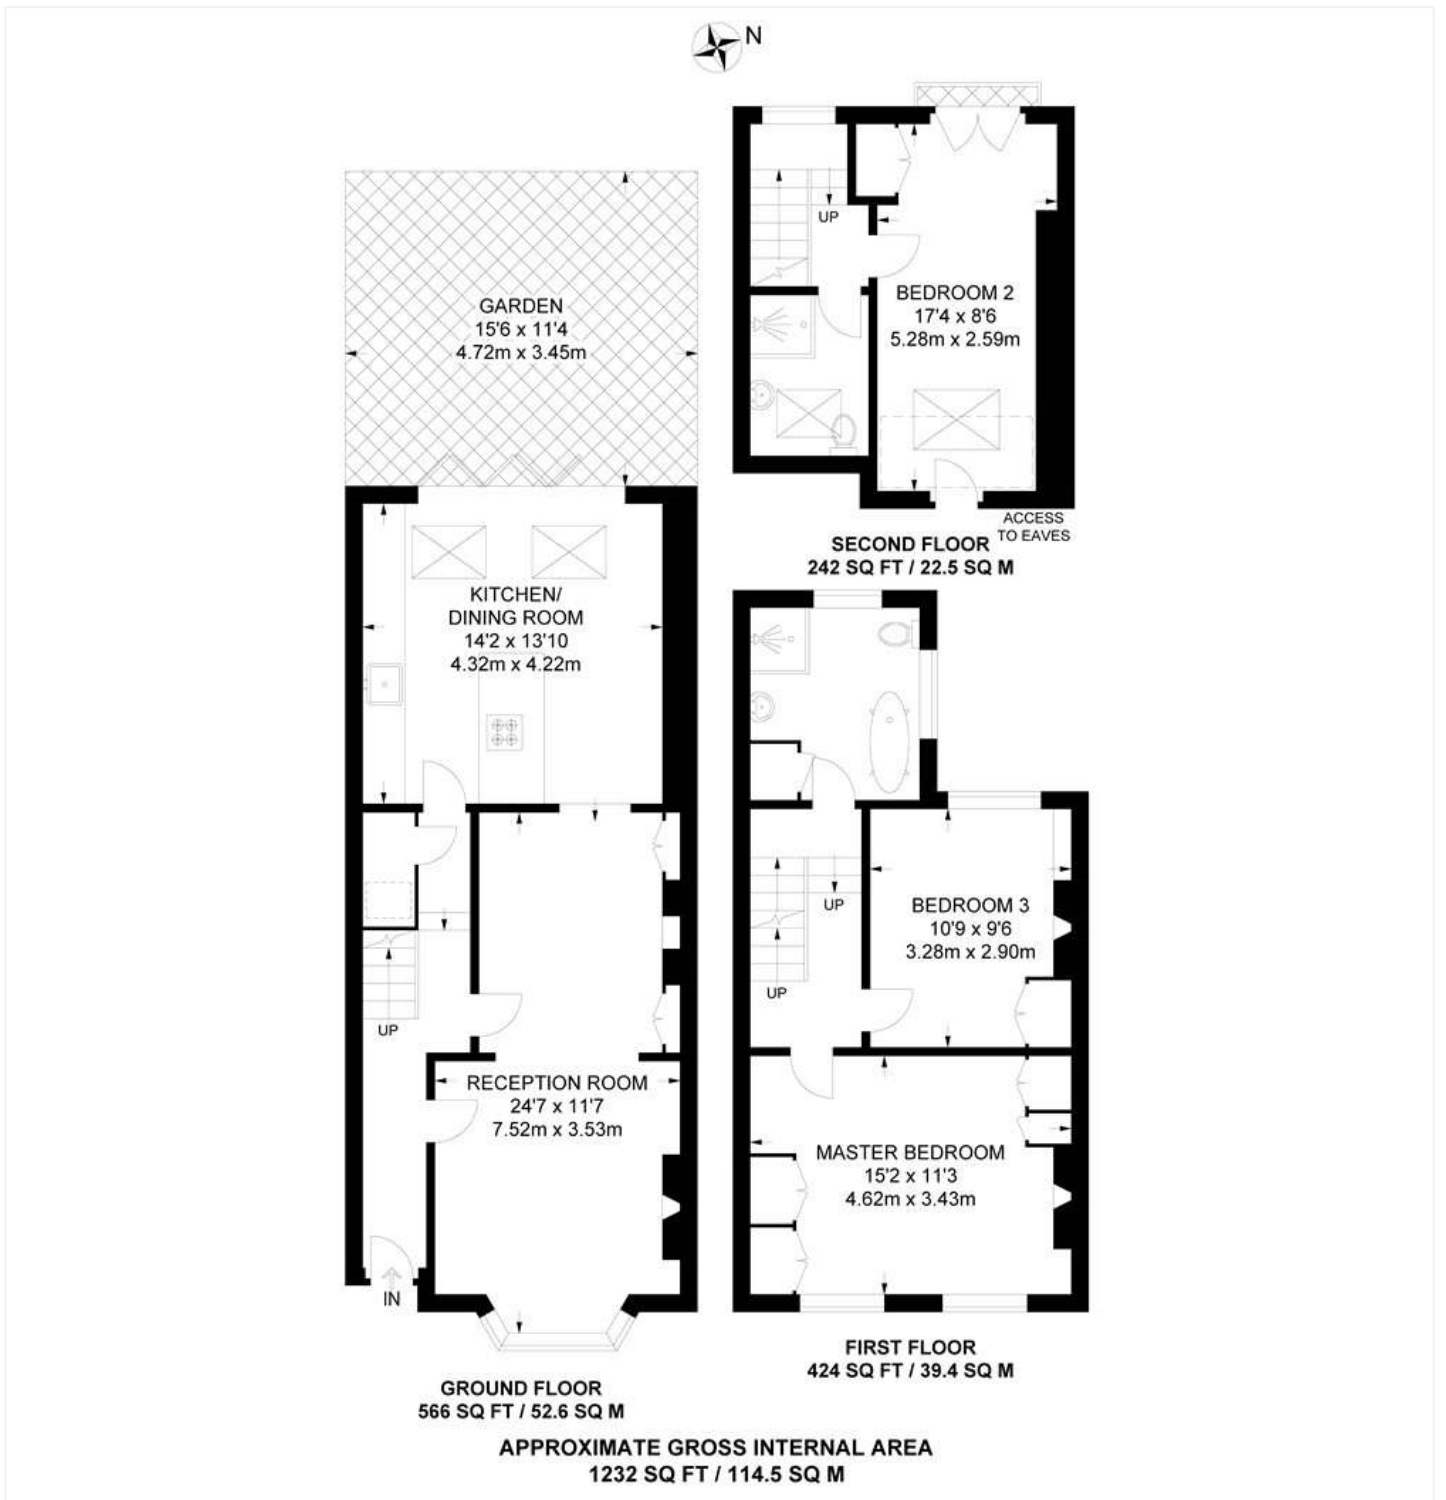 N
UP
BEDROOM 2
17'4 x 8'6
5.28m x 2.59m
ACCESS
TO EAVES
SECOND FLOOR
242 SQ FT / 22.5 SQ M
GARDEN
15'6 x 11'4
4.72m x 3.45m
KITCHEN/
DINING ROOM
14'2 x 13'10
4.32m x 4.22m
UP
RECEPTION ROOM
24'7 x 11'7
7.52m x 3.53m
IN
GROUND FLOOR
566 SQ FT / 52.6 SQ M
UP
UP
BEDROOM 3
10'9 x 9'6
3.28m x 2.90m
MASTER BEDROOM
15'2 x 11'3
4.62m x 3.43m
FIRST FLOOR
424 SQ FT / 39.4 SQ M
APPROXIMATE GROSS INTERNAL AREA
1232 SQ FT / 114.5 SQ M